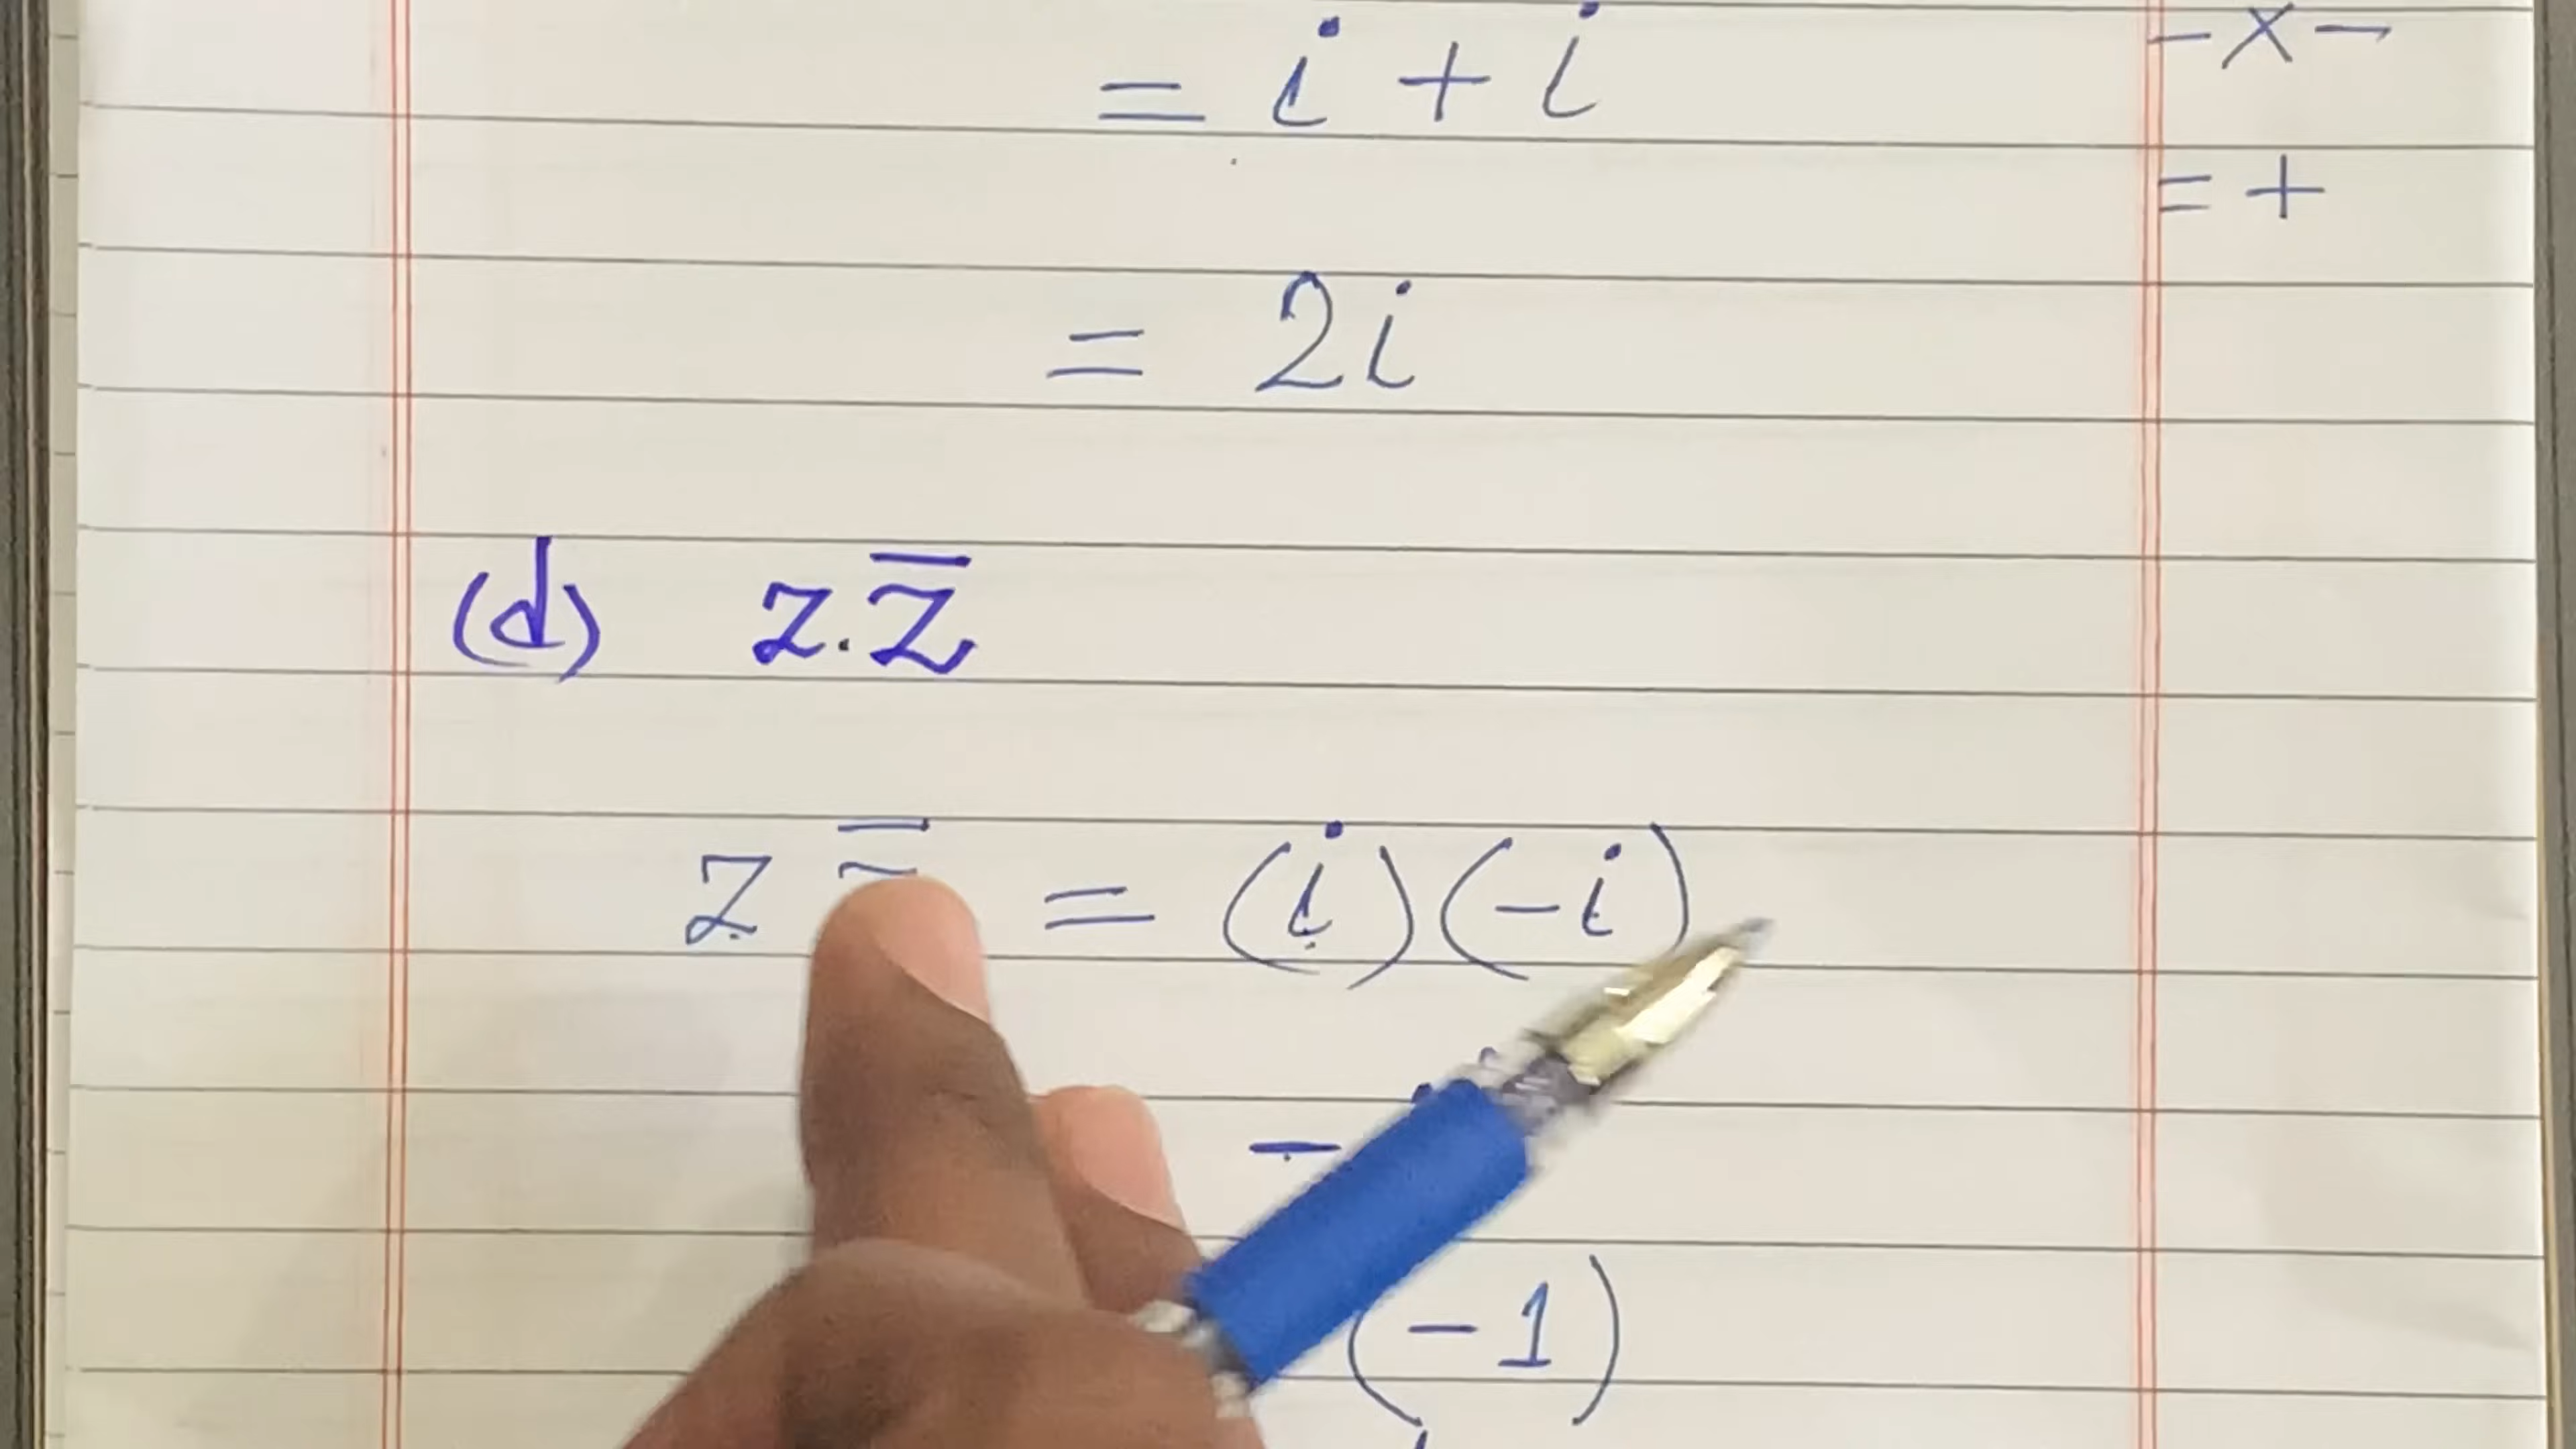 = i + i
- x -
= +
= 2i
(d) z.z̅
z z̅ = (i)(-i)
-
(-1)